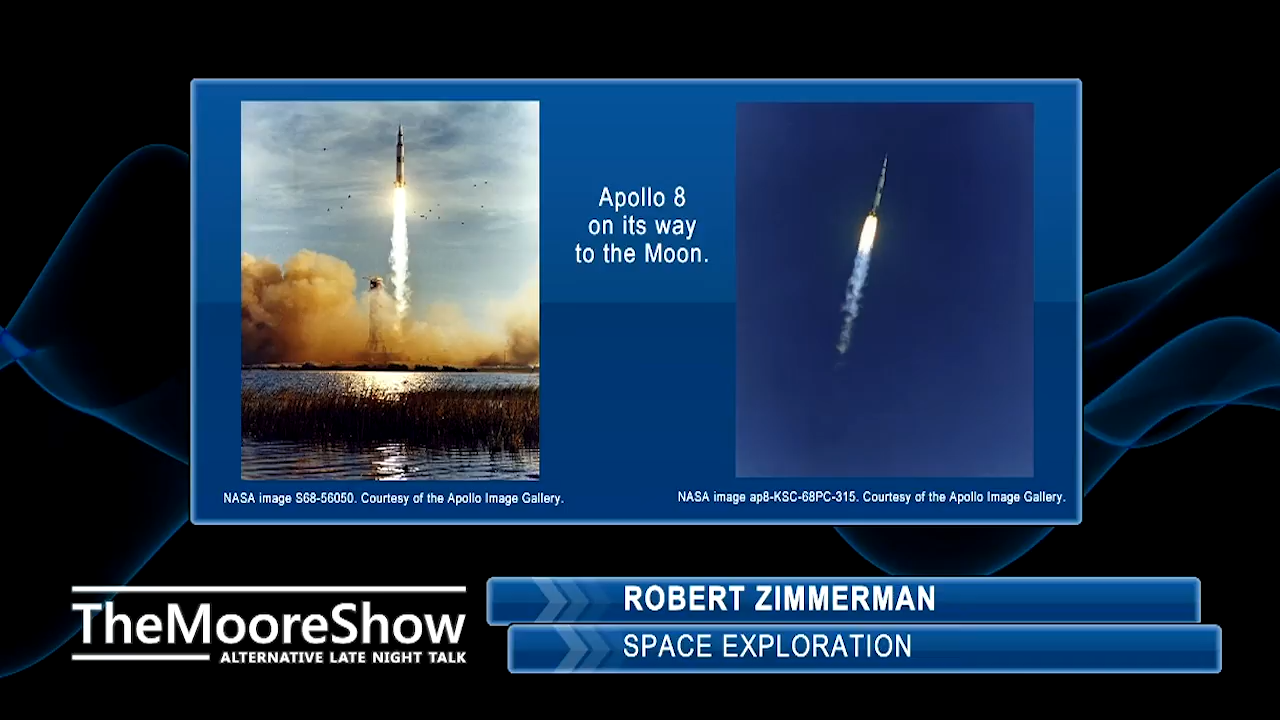 Apollo 8
on its way
to the Moon.
NASA image S68-56050. Courtesy of the Apollo Image Gallery.
NASA image ap8-KSC-68PC-315. Courtesy of the Apollo Image Gallery.
TheMooreShow
ALTERNATIVE LATE NIGHT TALK
ROBERT ZIMMERMAN
SPACE EXPLORATION